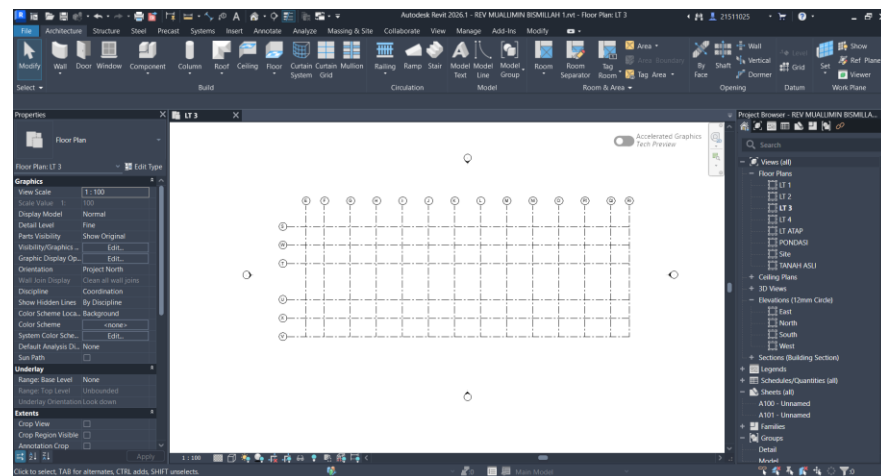 Autodesk Revit 2026.1 - REV MUALLIMIN BISMILLAH 1.rvt - Floor Plan: LT 3
21511025
File Architecture Structure Steel Precast Systems Insert Annotate Analyze Massing & Site Collaborate View Manage Add-Ins Modify
Modify Wall Door Window Component Column Roof Ceiling Floor Curtain System Curtain Grid Mullion Railing Ramp Stair Model Text Model Line Model Group Room Room Separator Tag Room Area Area Boundary Tag Area By Face Shaft Wall Vertical Dormer Level Grid Set Show Ref Plane Viewer
Select Build Circulation Model Room & Area Opening Datum Work Plane
Properties
Floor Plan
Floor Plan: LT 3 Edit Type
Graphics
View Scale 1 : 100
Scale Value 1: 100
Display Model Normal
Detail Level Fine
Parts Visibility Show Original
Visibility/Graphics ... Edit...
Graphic Display Op... Edit...
Orientation Project North
Wall Join Display Clean all wall joins
Discipline Coordination
Show Hidden Lines By Discipline
Color Scheme Loca... Background
Color Scheme <none>
System Color Sche... Edit...
Default Analysis Di... None
Sun Path
Underlay
Range: Base Level None
Range: Top Level Unbounded
Underlay Orientation Look down
Extents
Crop View
Crop Region Visible
Annotation Crop
Apply
LT 3
Accelerated Graphics
Tech Preview
1 : 100
Project Browser - REV MUALLIMIN BISMILLA...
Search
Views (all)
Floor Plans
LT 1
LT 2
LT 3
LT 4
LT ATAP
PONDASI
Site
TANAH ASLI
Ceiling Plans
3D Views
Elevations (12mm Circle)
East
North
South
West
Sections (Building Section)
Legends
Schedules/Quantities (all)
Sheets (all)
A100 - Unnamed
A101 - Unnamed
Families
Groups
Detail
Model
Click to select, TAB for alternates, CTRL adds, SHIFT unselects.
Main Model